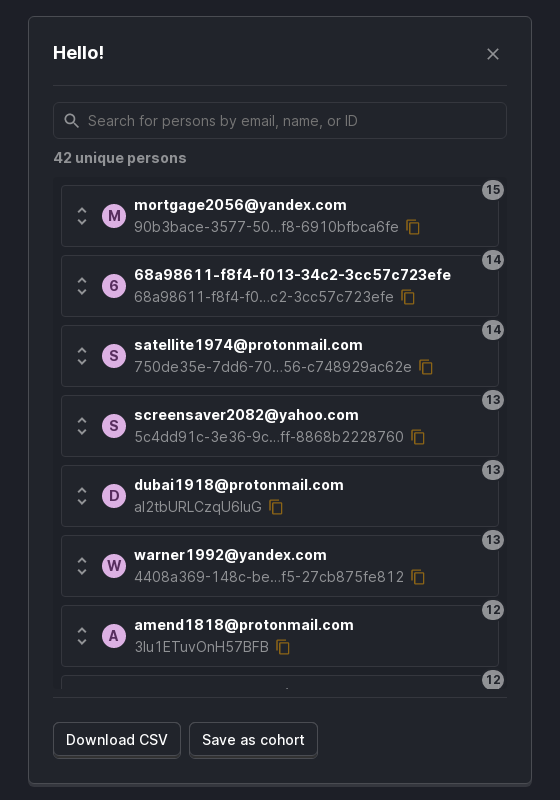 Hello!
Search for persons by email, name, or ID
42 unique persons
15
M
mortgage2056@yandex.com
90b3bace-3577-50...f8-6910bfbca6fe
14
6
68a98611-f8f4-f013-34c2-3cc57c723efe
68a98611-f8f4-f0...c2-3cc57c723efe
14
S
satellite1974@protonmail.com
750de35e-7dd6-70...56-c748929ac62e
13
S
screensaver2082@yahoo.com
5c4dd91c-3e36-9c...ff-8868b2228760
13
D
dubai1918@protonmail.com
al2tbURLCzqU6luG
13
W
warner1992@yandex.com
4408a369-148c-be...f5-27cb875fe812
12
A
amend1818@protonmail.com
3lu1ETuvOnH57BFB
12
Download CSV
Save as cohort